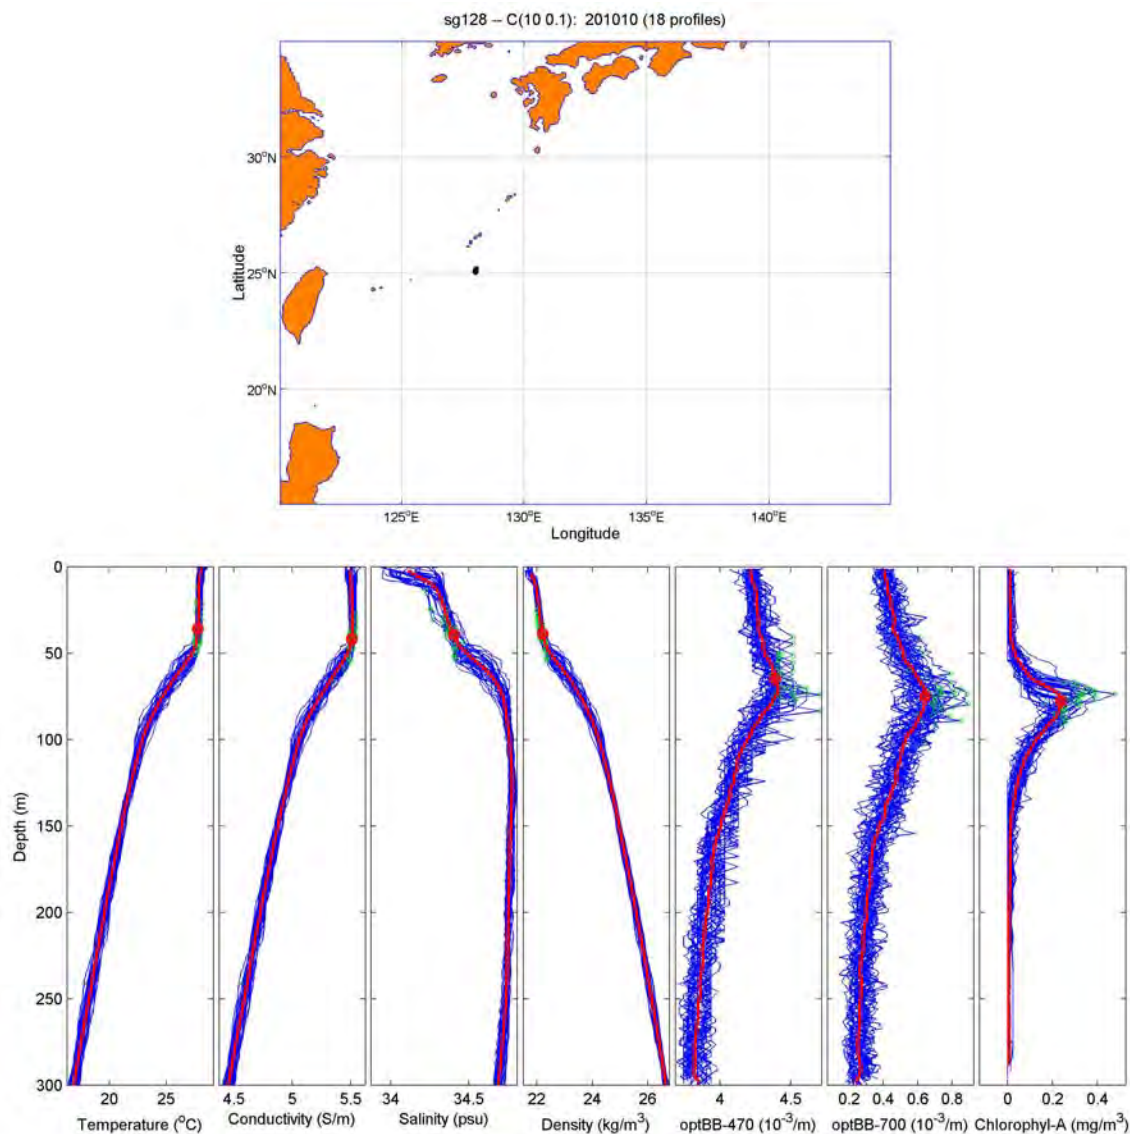 sg128 -- C(10 0.1): 201010 (18 profiles)
30°N
25°N
20°N
Latitude
125°E 130°E 135°E 140°E
Longitude
0
50
100
150
200
250
300
Depth (m)
20 25
4.5 5 5.5
34 34.5
22 24 26
4 4.5
0.2 0.4 0.6 0.8
0 0.2 0.4
Temperature (°C) Conductivity (S/m) Salinity (psu) Density (kg/m³) optBB-470 (10⁻³/m) optBB-700 (10⁻³/m) Chlorophyl-A (mg/m³)